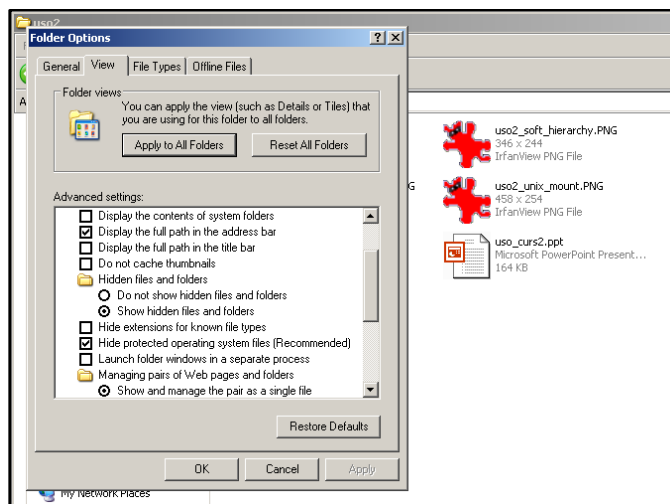 uso2
Folder Options
General View File Types Offline Files
Folder views
You can apply the view (such as Details or Tiles) that
you are using for this folder to all folders.
Apply to All Folders Reset All Folders
Advanced settings:
Display the contents of system folders
Display the full path in the address bar
Display the full path in the title bar
Do not cache thumbnails
Hidden files and folders
Do not show hidden files and folders
Show hidden files and folders
Hide extensions for known file types
Hide protected operating system files (Recommended)
Launch folder windows in a separate process
Managing pairs of Web pages and folders
Show and manage the pair as a single file
Restore Defaults
OK Cancel Apply
uso2_soft_hierarchy.PNG
346 x 244
IrfanView PNG File
uso2_unix_mount.PNG
458 x 254
IrfanView PNG File
uso_curs2.ppt
Microsoft PowerPoint Present...
164 KB
My Network Places